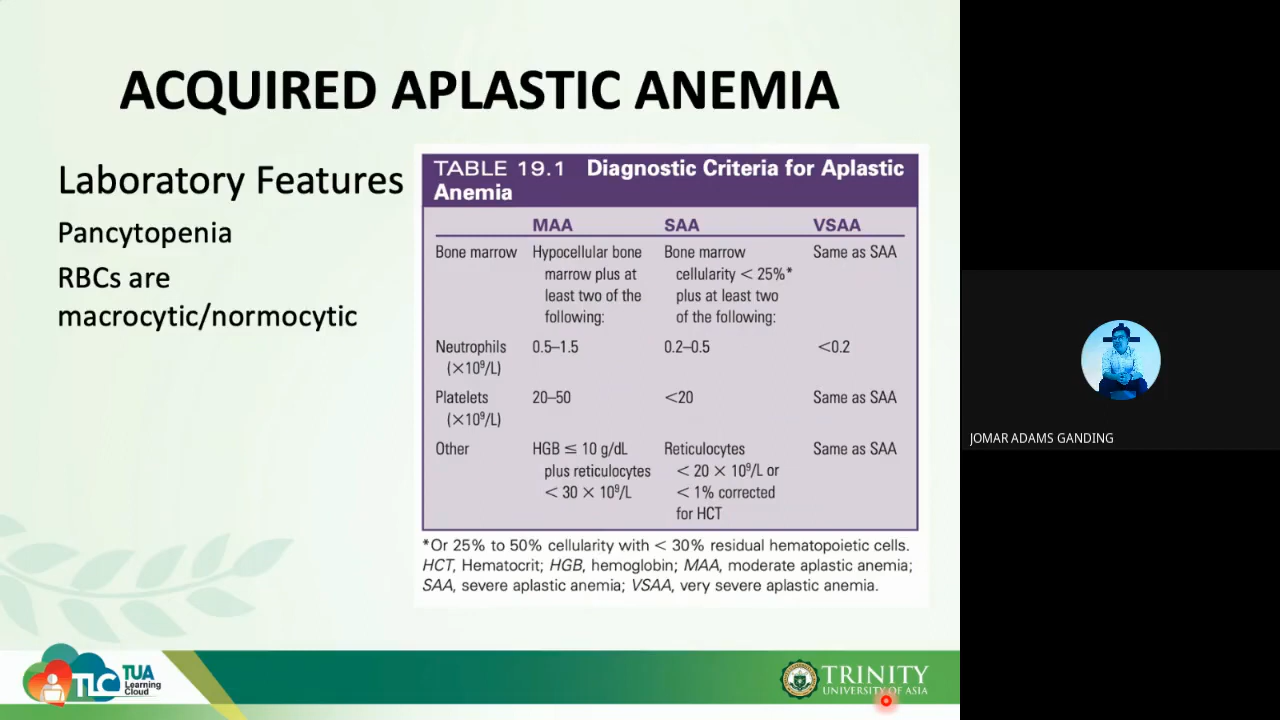 ACQUIRED APLASTIC ANEMIA
Laboratory Features
Pancytopenia
RBCs are
macrocytic/normocytic
TABLE 19.1 Diagnostic Criteria for Aplastic
Anemia
MAA SAA VSAA
Bone marrow Hypocellular bone Bone marrow Same as SAA
marrow plus at cellularity < 25%*
least two of the plus at least two
following: of the following:
Neutrophils 0.5–1.5 0.2–0.5 <0.2
(×10⁹/L)
Platelets 20–50 <20 Same as SAA
(×10⁹/L)
Other HGB ≤ 10 g/dL Reticulocytes Same as SAA
plus reticulocytes < 20 × 10⁹/L or
< 30 × 10⁹/L < 1% corrected
for HCT
*Or 25% to 50% cellularity with < 30% residual hematopoietic cells.
HCT, Hematocrit; HGB, hemoglobin; MAA, moderate aplastic anemia;
SAA, severe aplastic anemia; VSAA, very severe aplastic anemia.
TLC TUA
Learning
Cloud
TRINITY
UNIVERSITY OF ASIA
JOMAR ADAMS GANDING